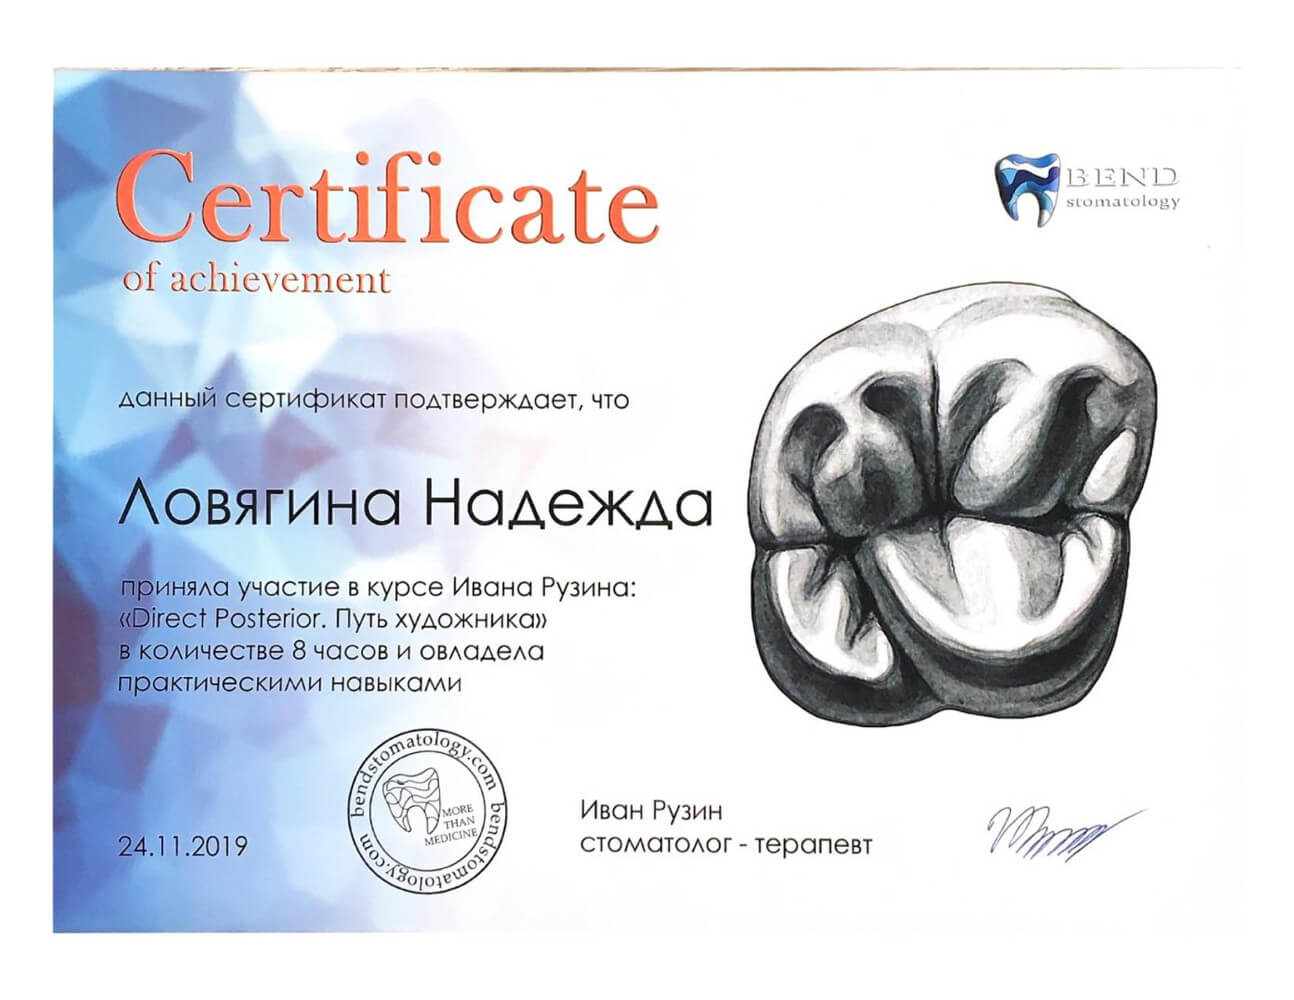 Certificate
of achievement
BEND
stomatology
данный сертификат подтверждает, что
Ловягина Надежда
приняла участие в курсе Ивана Рузина:
«Direct Posterior. Путь художника»
в количестве 8 часов и овладела
практическими навыками
bendstomatology.com bendstomatology.com
MORE
THAN
MEDICINE
24.11.2019
Иван Рузин
стоматолог - терапевт